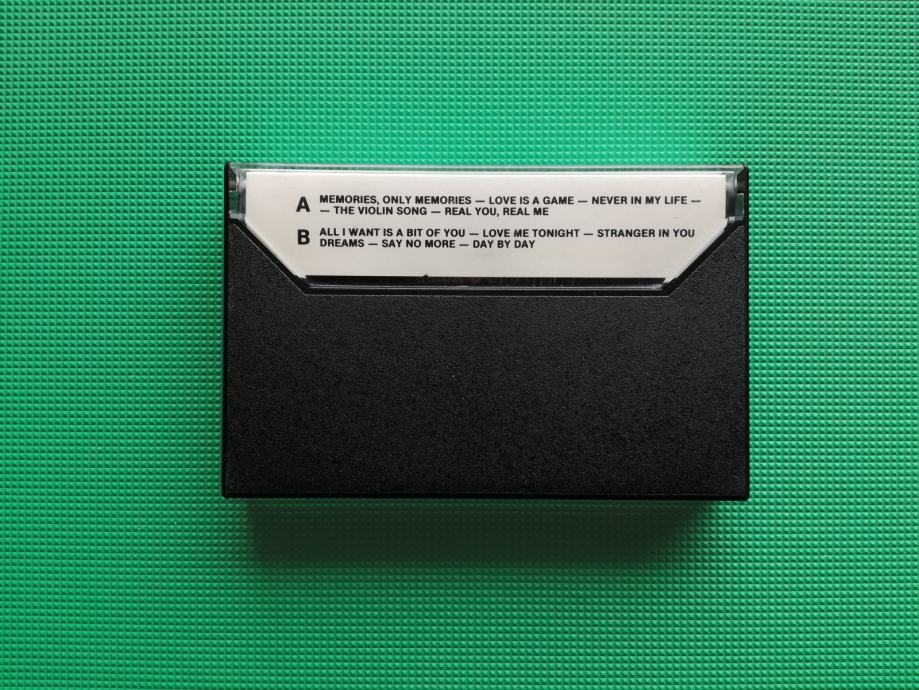 A MEMORIES, ONLY MEMORIES — LOVE IS A GAME — NEVER IN MY LIFE —
— THE VIOLIN SONG — REAL YOU, REAL ME
B ALL I WANT IS A BIT OF YOU — LOVE ME TONIGHT — STRANGER IN YOU
DREAMS — SAY NO MORE — DAY BY DAY